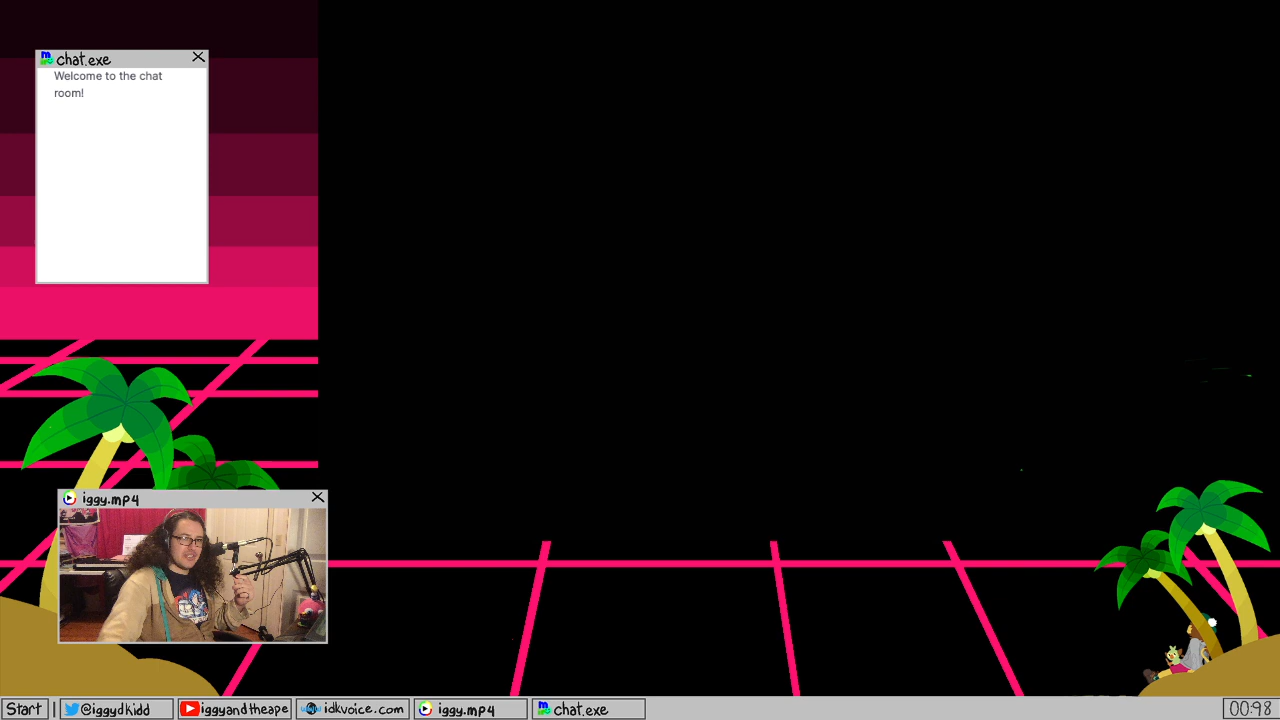 chat.exe
Welcome to the chat
room!
iggy.mp4
Start
@iggydkidd
iggyandtheape
idkvoice.com
iggy.mp4
chat.exe
00:98